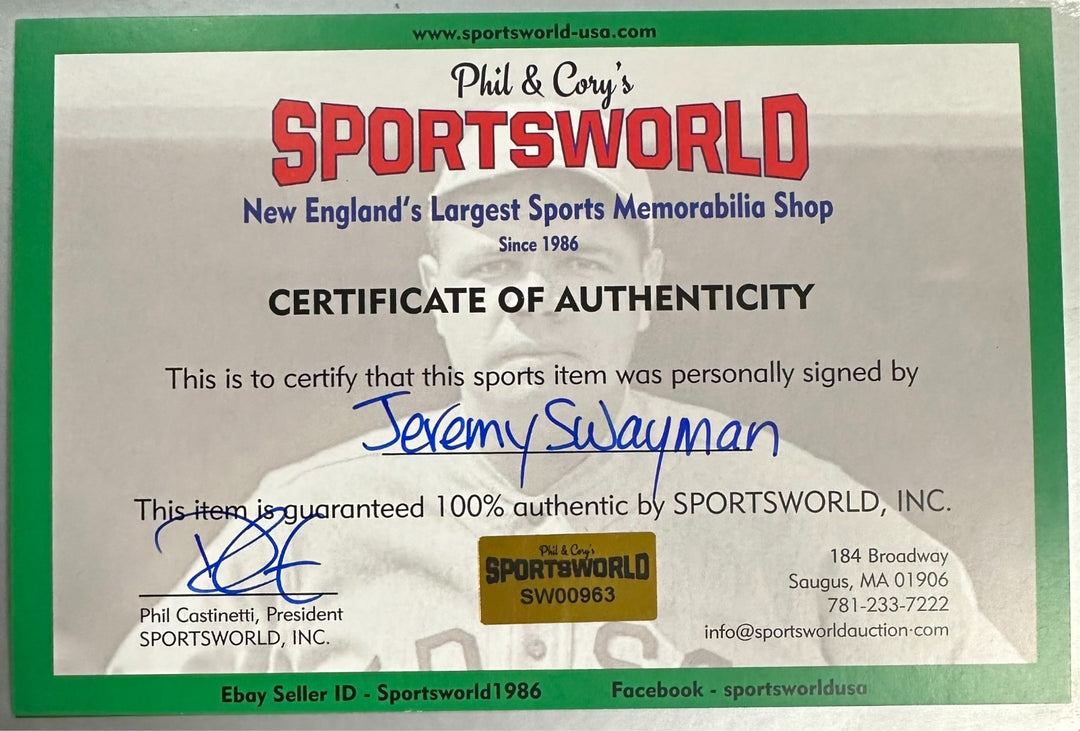 www.sportsworld-usa.com
Phil & Cory's
SPORTSWORLD
New England's Largest Sports Memorabilia Shop
Since 1986
CERTIFICATE OF AUTHENTICITY
This is to certify that this sports item was personally signed by
Jeremy Swayman
This item is guaranteed 100% authentic by SPORTSWORLD, INC.
Phil & Cory's
SPORTSWORLD
SW00963
Phil Castinetti, President
SPORTSWORLD, INC.
184 Broadway
Saugus, MA 01906
781-233-7222
info@sportsworldauction·com
Ebay Seller ID - Sportsworld1986
Facebook - sportsworldusa